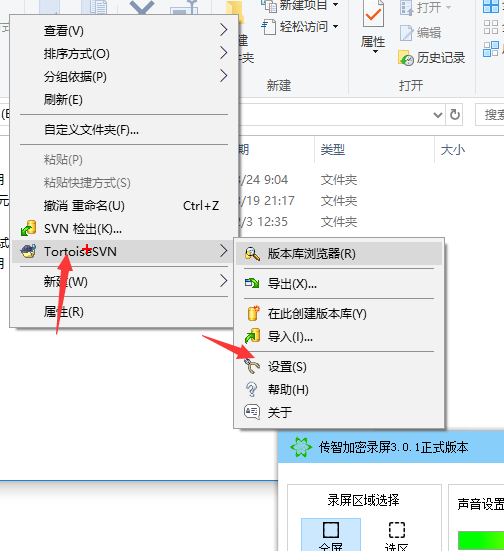 查看(V)
排序方式(O)
分组依据(P)
刷新(E)
自定义文件夹(F)...
粘贴(P)
粘贴快捷方式(S)
撤消 重命名(U) Ctrl+Z
SVN 检出(K)...
TortoiseSVN
新建(W)
属性(R)
新建项目
轻松访问
新建
属性
打开
编辑
历史记录
打开
搜索
期 类型 大小
/24 9:04 文件夹
/19 21:17 文件夹
2/3 12:35 文件夹
版本库浏览器(R)
导出(X)...
在此创建版本库(Y)
导入(I)...
设置(S)
帮助(H)
关于
传智加密录屏3.0.1正式版本
录屏区域选择
声音设置
全屏
选区